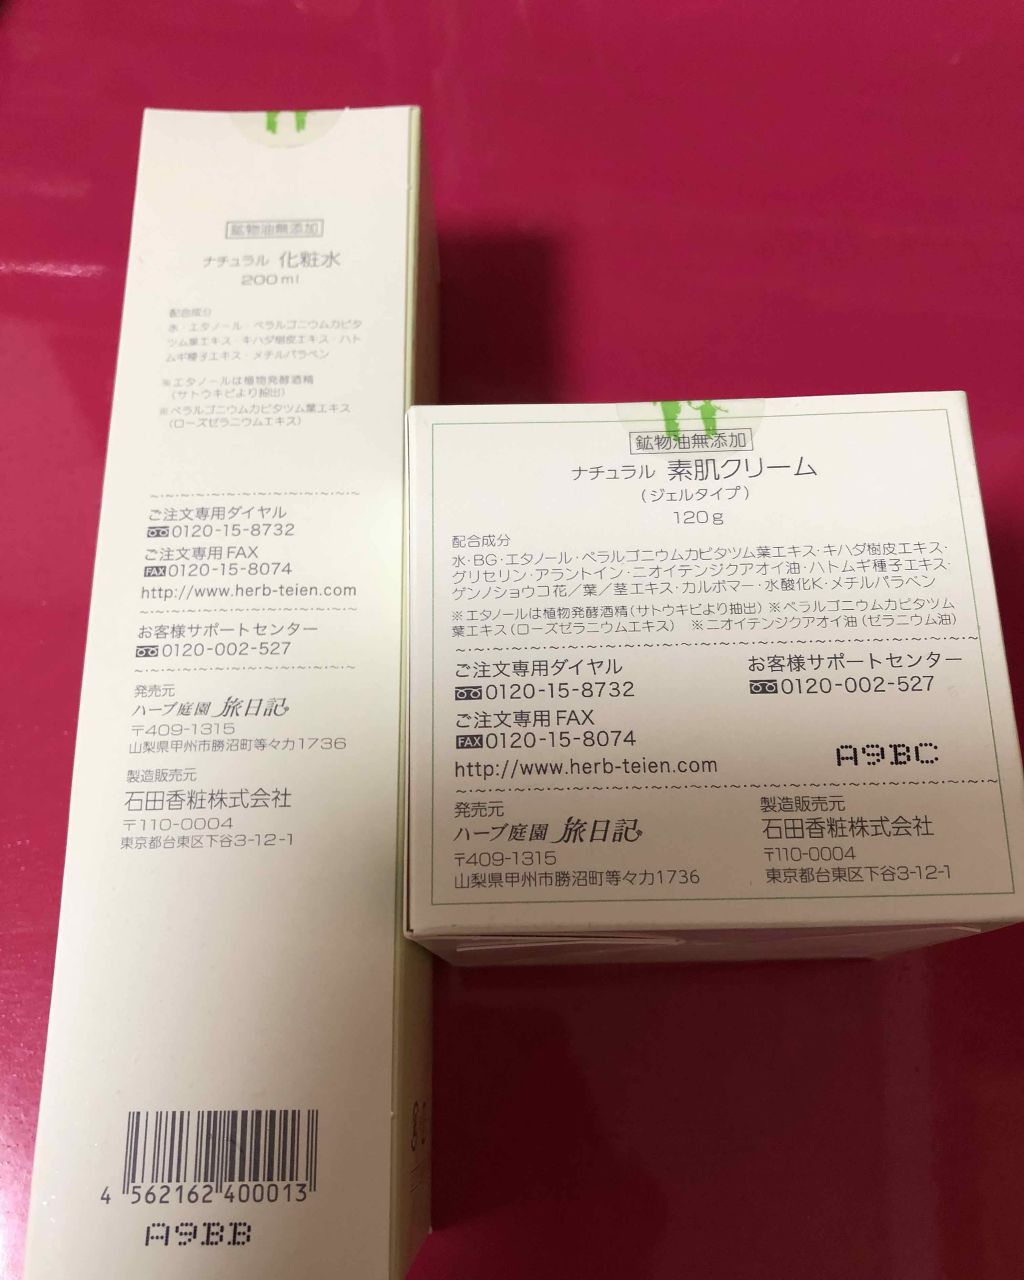 鉱物油無添加
ナチュラル 化粧水
200ml
配合成分
水・エタノール・ペラルゴニウムカピタ
ツム葉エキス・キハダ樹皮エキス・ハト
ムギ種子エキス・メチルパラベン
※エタノールは植物発酵酒精
(サトウキビより抽出)
※ペラルゴニウムカピタツム葉エキス
(ローズゼラニウムエキス)
ご注文専用ダイヤル
0120-15-8732
ご注文専用FAX
FAX 0120-15-8074
http://www.herb-teien.com
お客様サポートセンター
0120-002-527
発売元
ハーブ庭園 旅日記
〒409-1315
山梨県甲州市勝沼町等々力1736
製造販売元
石田香粧株式会社
〒110-0004
東京都台東区下谷3-12-1
4 562162 400013
A9BB
鉱物油無添加
ナチュラル 素肌クリーム
(ジェルタイプ)
120g
配合成分
水・BG・エタノール・ペラルゴニウムカピタツム葉エキス・キハダ樹皮エキス・
グリセリン・アラントイン・ニオイテンジクアオイ油・ハトムギ種子エキス・
ゲンノショウコ花/葉/茎エキス・カルボマー・水酸化K・メチルパラベン
※エタノールは植物発酵酒精(サトウキビより抽出) ※ペラルゴニウムカピタツム
葉エキス(ローズゼラニウムエキス) ※ニオイテンジクアオイ油(ゼラニウム油)
ご注文専用ダイヤル
0120-15-8732
ご注文専用FAX
FAX 0120-15-8074
http://www.herb-teien.com
お客様サポートセンター
0120-002-527
A9BC
発売元
ハーブ庭園 旅日記
〒409-1315
山梨県甲州市勝沼町等々力1736
製造販売元
石田香粧株式会社
〒110-0004
東京都台東区下谷3-12-1